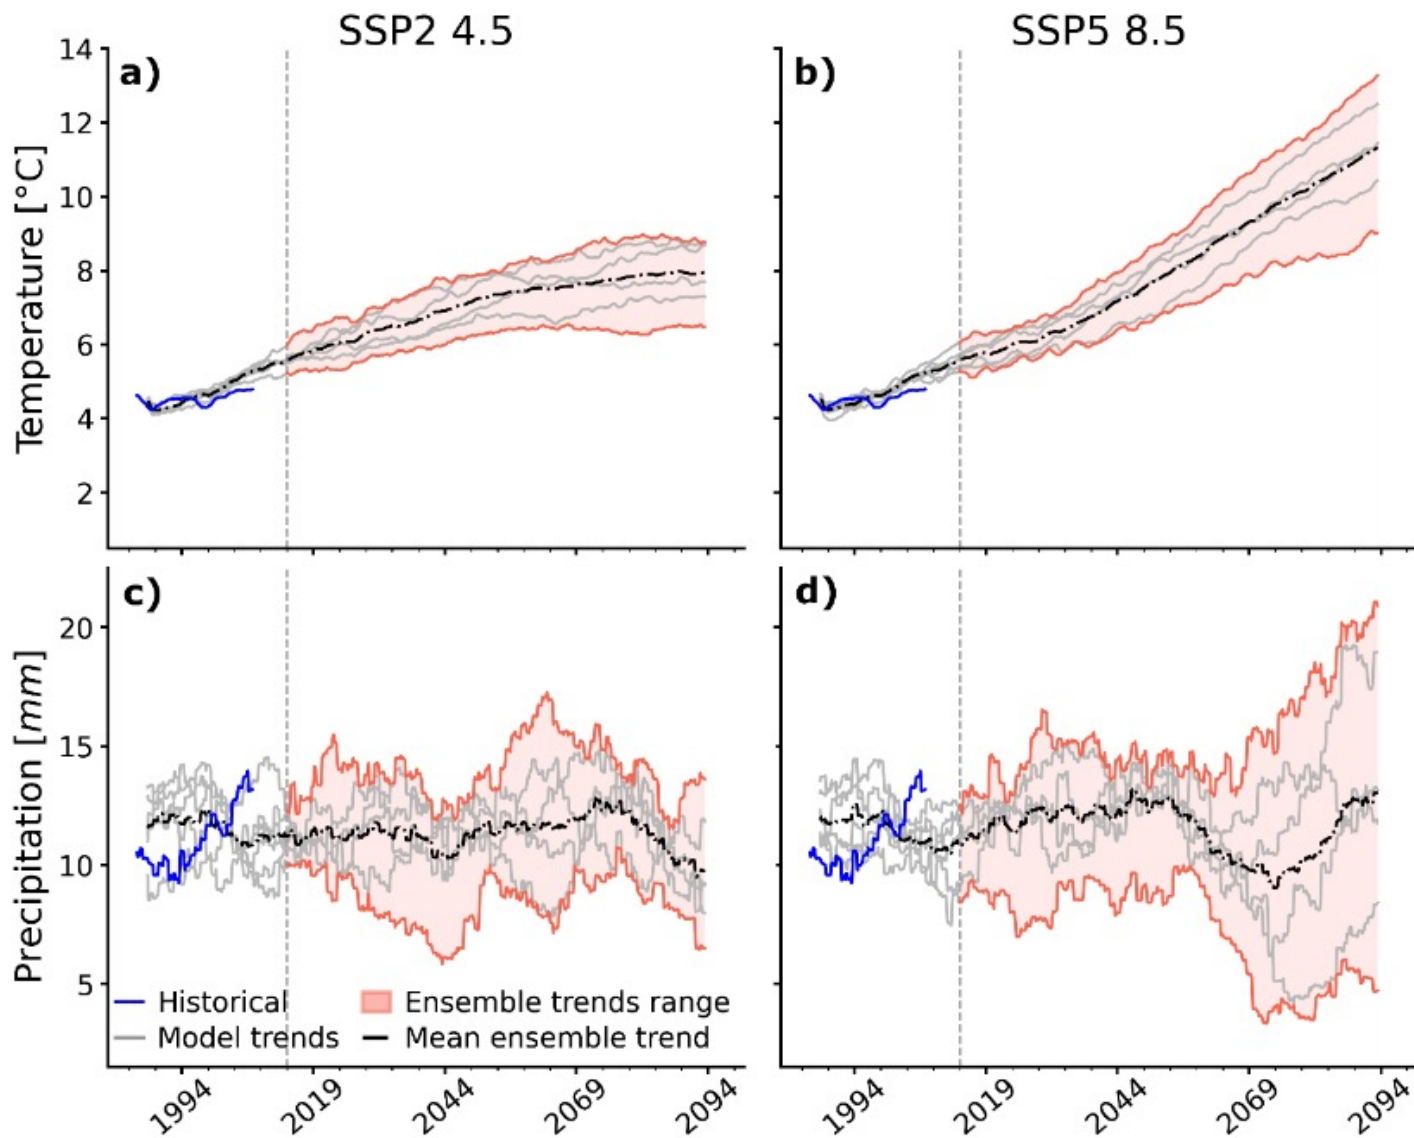 SSP2 4.5
SSP5 8.5
a)
b)
14
12
10
8
6
4
2
Temperature [°C]
c)
d)
20
15
10
5
Precipitation [mm]
Historical
Model trends
Ensemble trends range
Mean ensemble trend
1994
2019
2044
2069
2094
1994
2019
2044
2069
2094